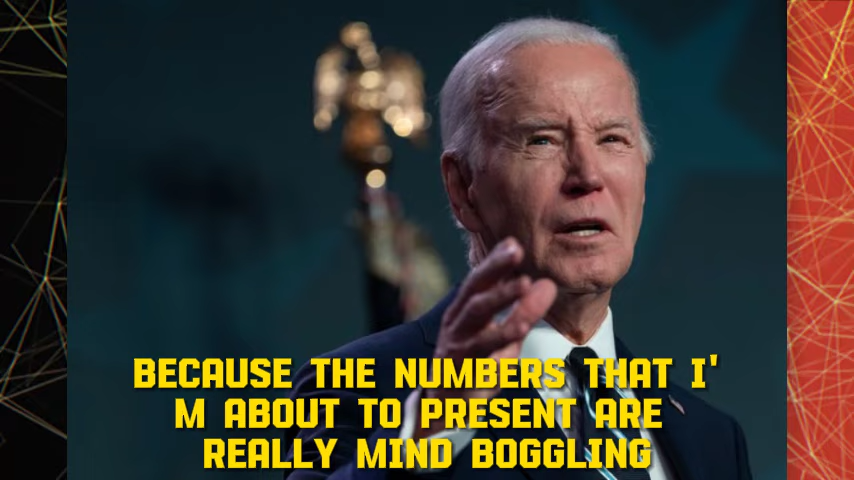 BECAUSE THE NUMBERS THAT I'
M ABOUT TO PRESENT ARE
REALLY MIND BOGGLING